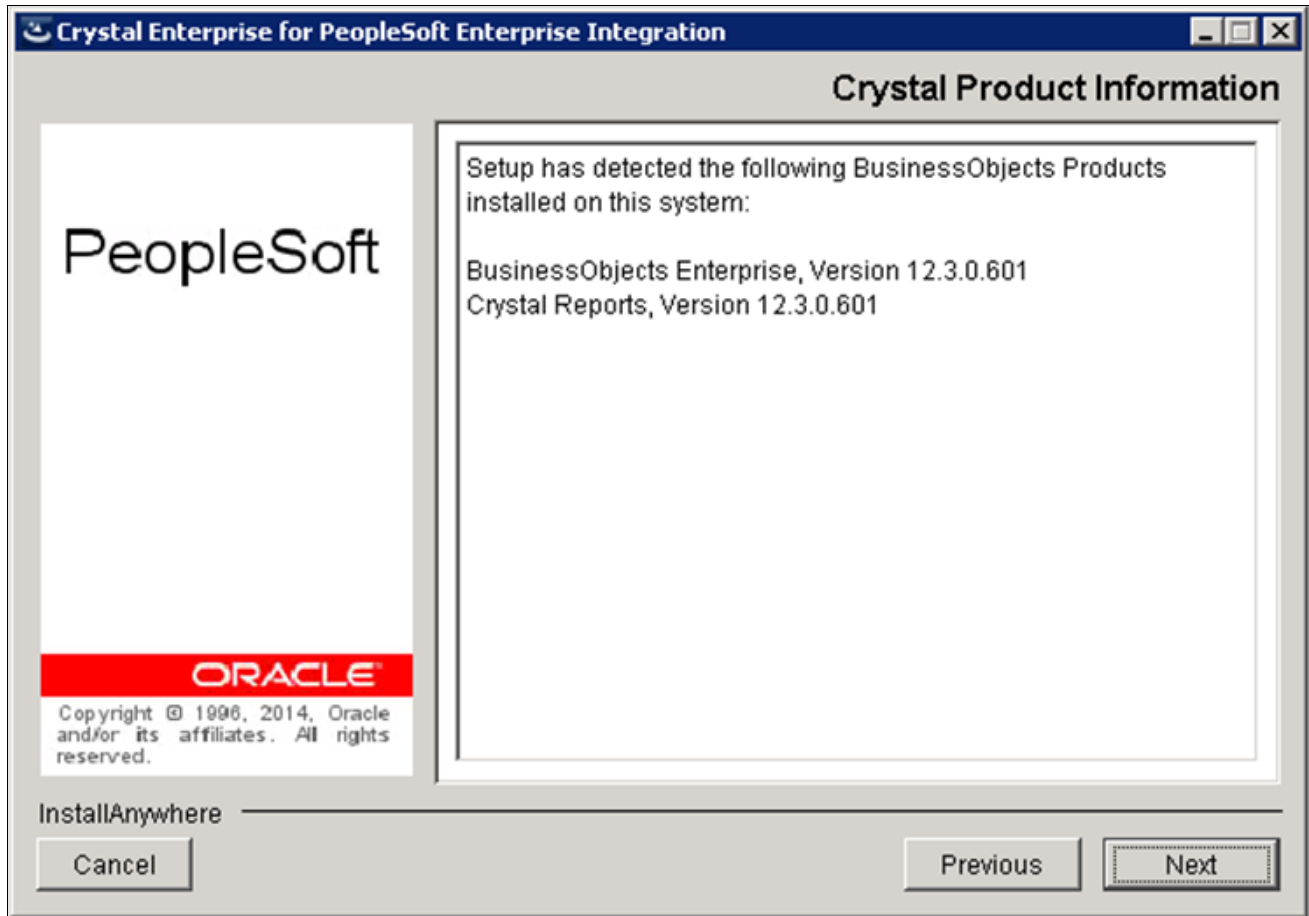 Crystal Enterprise for PeopleSoft Enterprise Integration
Crystal Product Information
PeopleSoft
ORACLE
Copyright © 1996, 2014, Oracle
and/or its affiliates. All rights
reserved.
Setup has detected the following BusinessObjects Products
installed on this system:
BusinessObjects Enterprise, Version 12.3.0.601
Crystal Reports, Version 12.3.0.601
InstallAnywhere
Cancel
Previous
Next